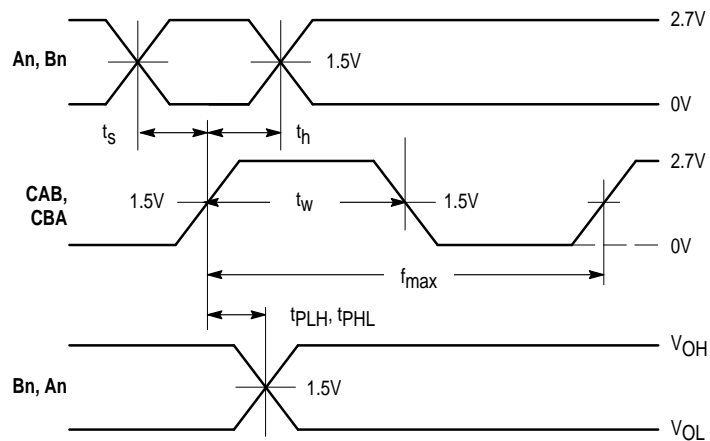 2.7V
An, Bn
1.5V
0V
ts
th
2.7V
CAB,
CBA
1.5V
tw
1.5V
0V
fmax
tPLH, tPHL
VOH
Bn, An
1.5V
VOL